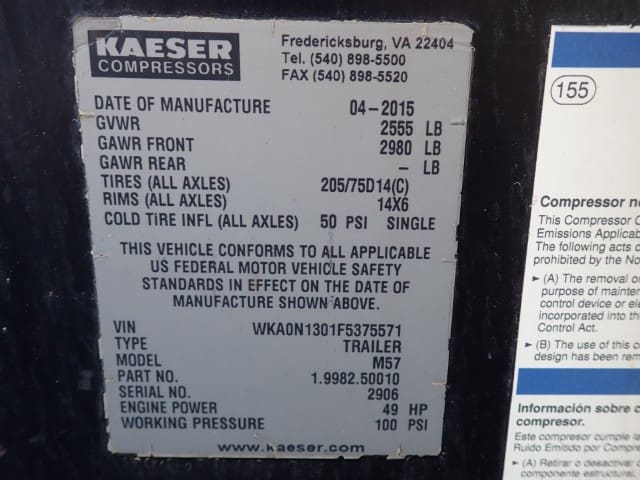 KAESER
COMPRESSORS
Fredericksburg, VA 22404
Tel. (540) 898-5500
FAX (540) 898-5520
DATE OF MANUFACTURE 04-2015
GVWR 2555 LB
GAWR FRONT 2980 LB
GAWR REAR - LB
TIRES (ALL AXLES) 205/75D14(C)
RIMS (ALL AXLES) 14X6
COLD TIRE INFL (ALL AXLES) 50 PSI SINGLE
THIS VEHICLE CONFORMS TO ALL APPLICABLE
US FEDERAL MOTOR VEHICLE SAFETY
STANDARDS IN EFFECT ON THE DATE OF
MANUFACTURE SHOWN ABOVE.
VIN WKA0N1301F5375571
TYPE TRAILER
MODEL M57
PART NO. 1.9982.50010
SERIAL NO. 2906
ENGINE POWER 49 HP
WORKING PRESSURE 100 PSI
www.kaeser.com
155
Compressor
This Compressor
Emissions
The following acts
prohibited by the
(A) The removal
purpose of
control device or
incorporated into
Control Act.
(B) The use of this
design has been
Información sobre
compresor.
Este compresor cumple
Ruido Emitido por
(A) Retirar o desactivar
componente estructural,